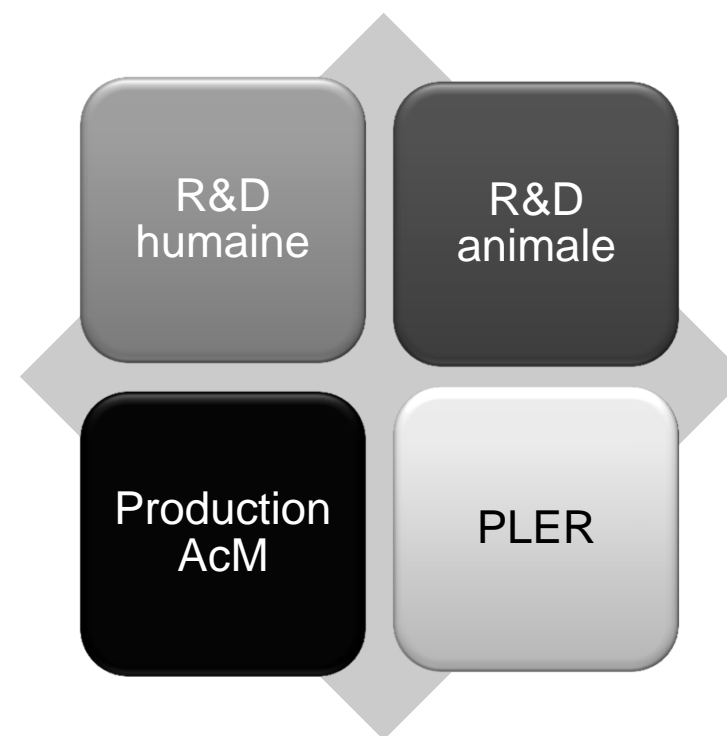 R&D
humaine
R&D
animale
Production
AcM
PLER